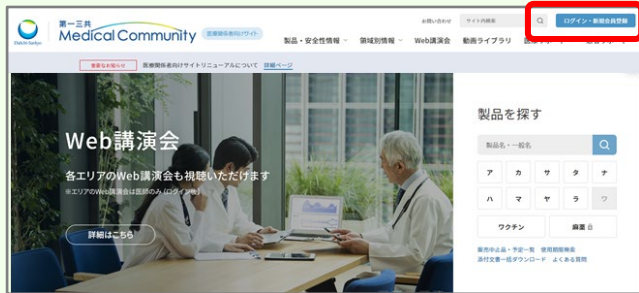 第一三共
Medical Community
医療関係者向けサイト
Daiichi-Sankyo
お問い合わせ
サイト内検索
ログイン・新規会員登録
製品・安全性情報
領域別情報
Web講演会
動画ライブラリ
重要なお知らせ
医療関係者向けサイトリニューアルについて 詳細ページ
Web講演会
各エリアのWeb講演会も視聴いただけます
※エリアのWeb講演会は医師のみ(ログイン後)
詳細はこちら
製品を探す
製品名・一般名
ア カ サ タ ナ
ハ マ ヤ ラ ワ
ワクチン 麻薬
販売中止品・予定一覧 使用期限検索
添付文書一括ダウンロード よくある質問